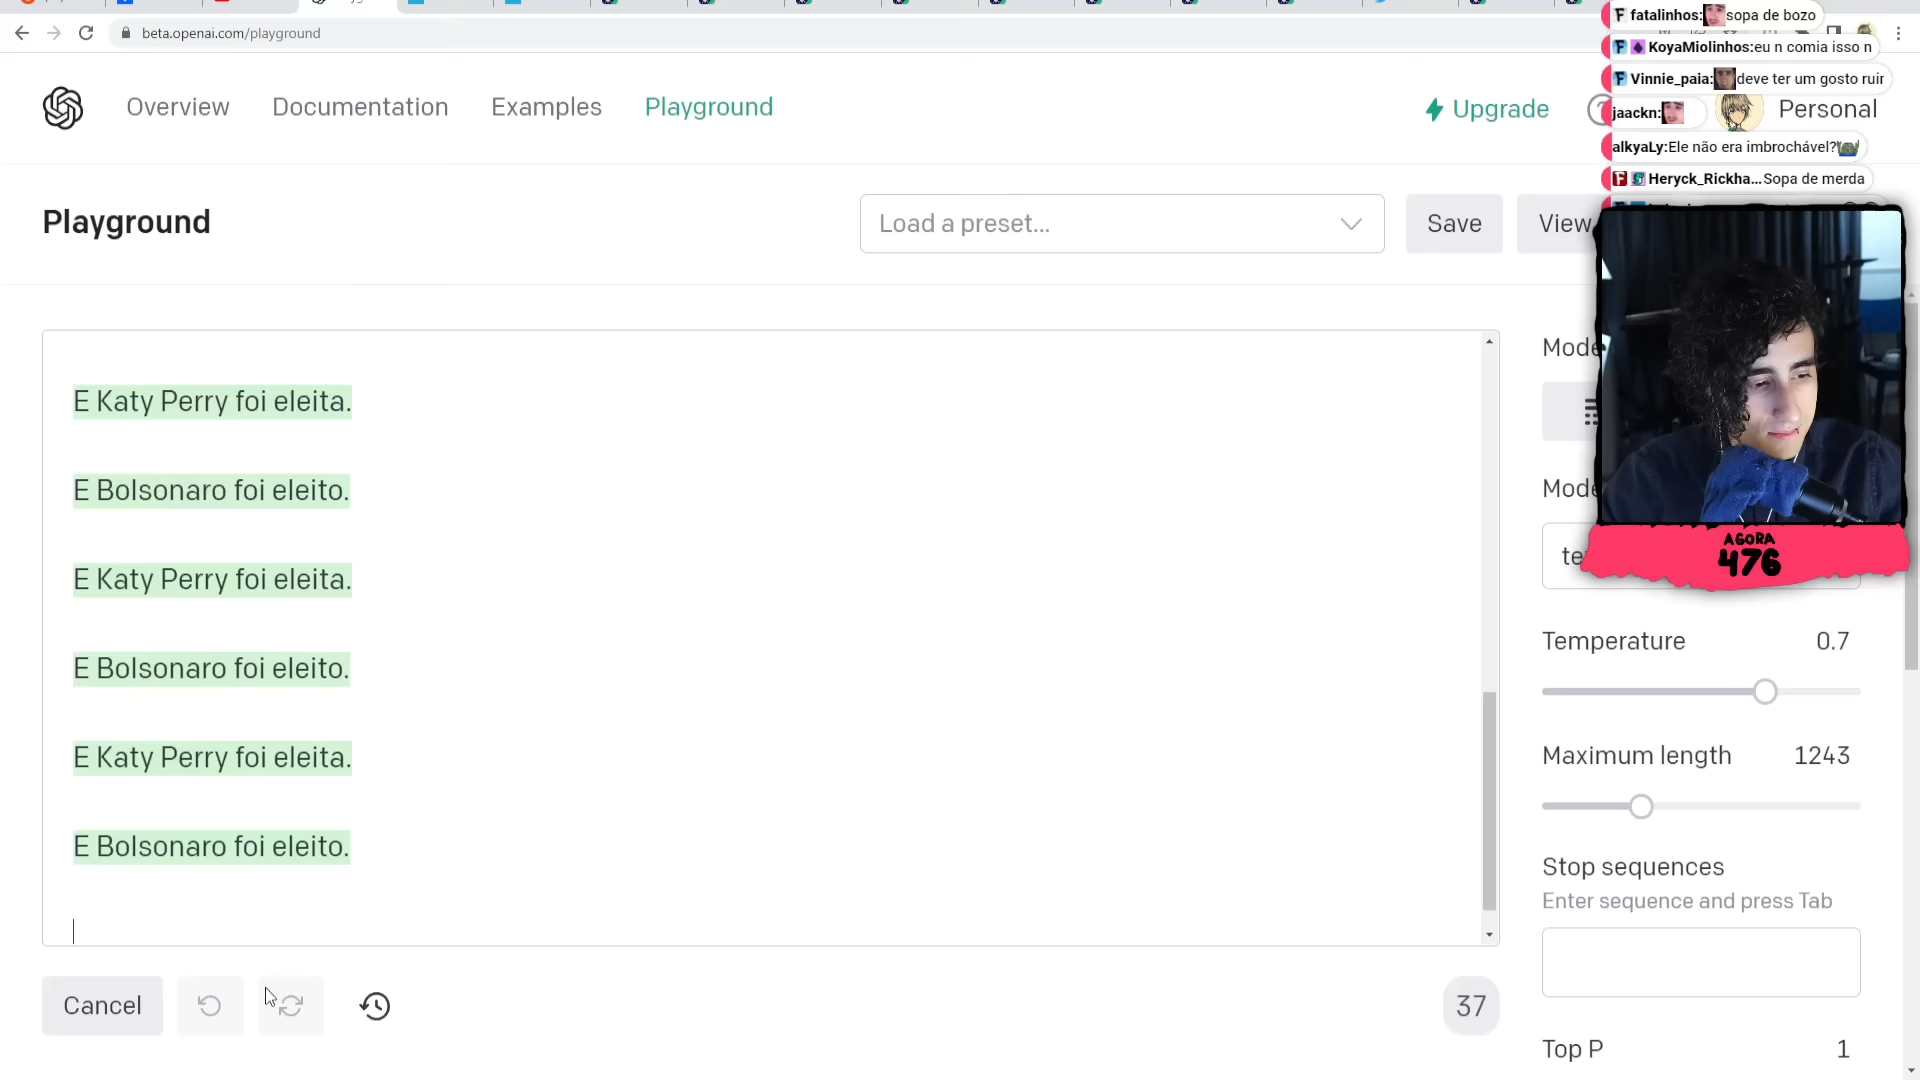 beta.openai.com/playground
Overview
Documentation
Examples
Playground
Upgrade
Personal
fatalinhos: sopa de bozo
KoyaMiolinhos:eu n comia isso n
Vinnie_paia: deve ter um gosto ruir
jaackn:
alkyaLy:Ele não era imbrochável?
Heryck_Rickha...Sopa de merda
Playground
Load a preset...
Save
View
E Katy Perry foi eleita.
E Bolsonaro foi eleito.
E Katy Perry foi eleita.
E Bolsonaro foi eleito.
E Katy Perry foi eleita.
E Bolsonaro foi eleito.
Mode
Mode
te
AGORA
476
Temperature 0.7
Maximum length 1243
Stop sequences
Enter sequence and press Tab
Top P 1
Cancel
37